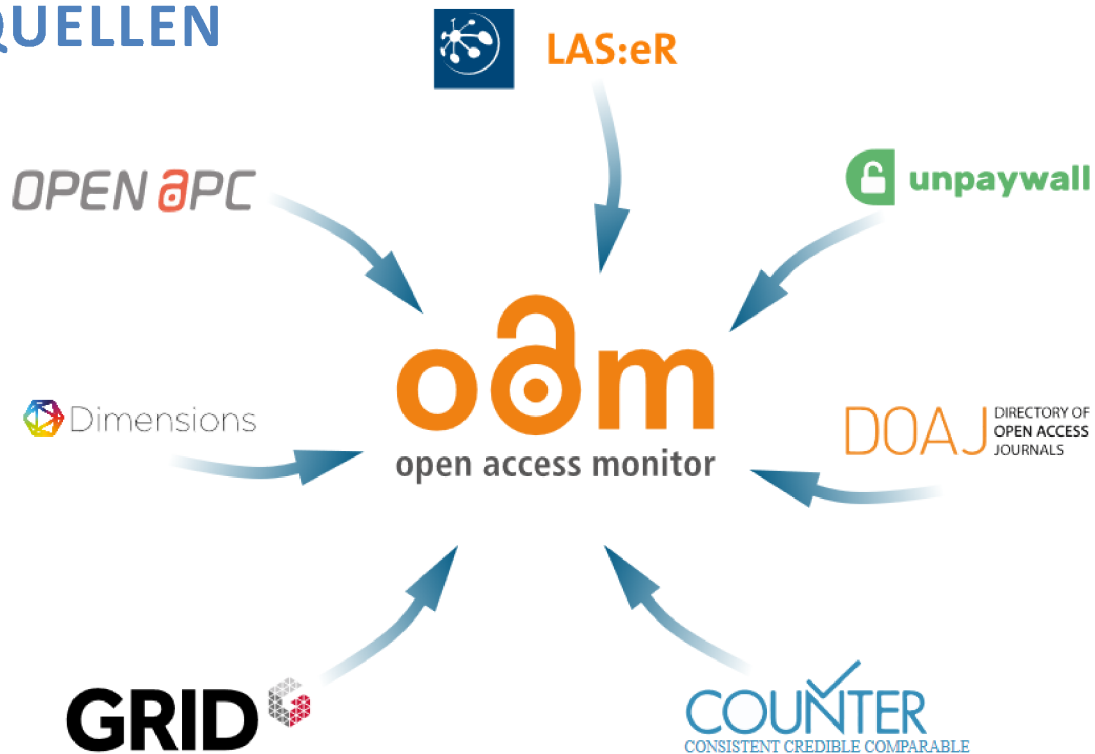 QUELLEN
LAS:eR
OPEN aPC
unpaywall
oam
open access monitor
Dimensions
DOAJ
DIRECTORY OF
OPEN ACCESS
JOURNALS
GRID
COUNTER
CONSISTENT CREDIBLE COMPARABLE